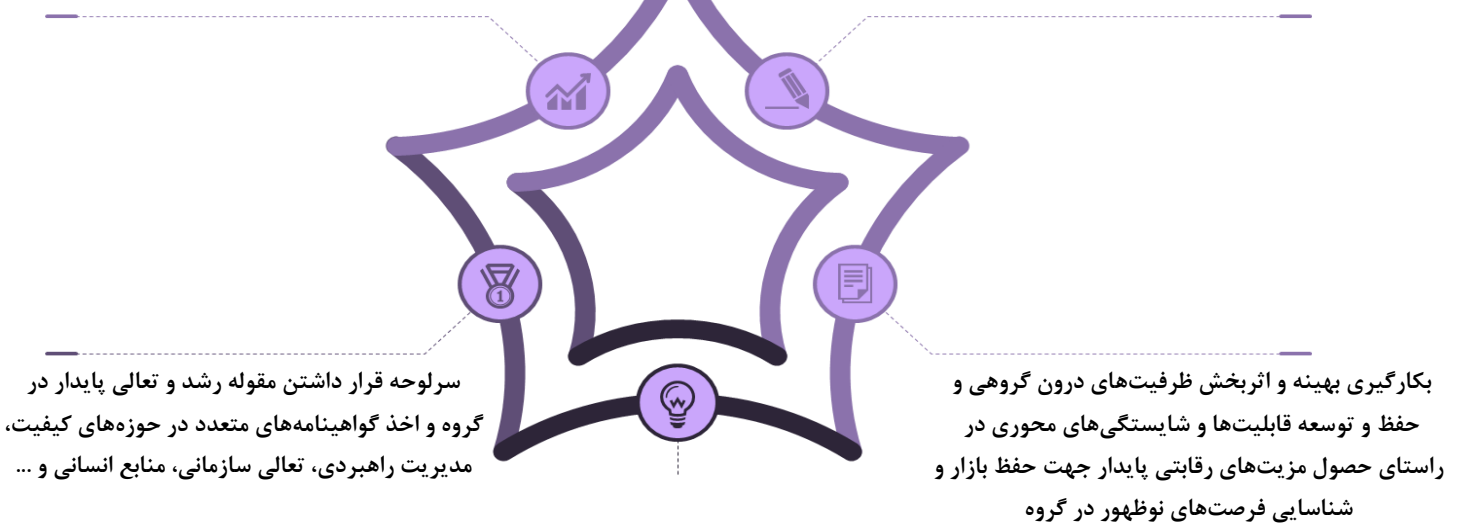 بکارگیری بهینه و اثربخش ظرفیت‌های درون گروهی و
حفظ و توسعه قابلیت‌ها و شایستگی‌های محوری در
راستای حصول مزیت‌های رقابتی پایدار جهت حفظ بازار و
شناسایی فرصت‌های نوظهور در گروه
سرلوحه قرار داشتن مقوله رشد و تعالی پایدار در
گروه و اخذ گواهینامه‌های متعدد در حوزه‌های کیفیت،
مدیریت راهبردی، تعالی سازمانی، منابع انسانی و ...
1